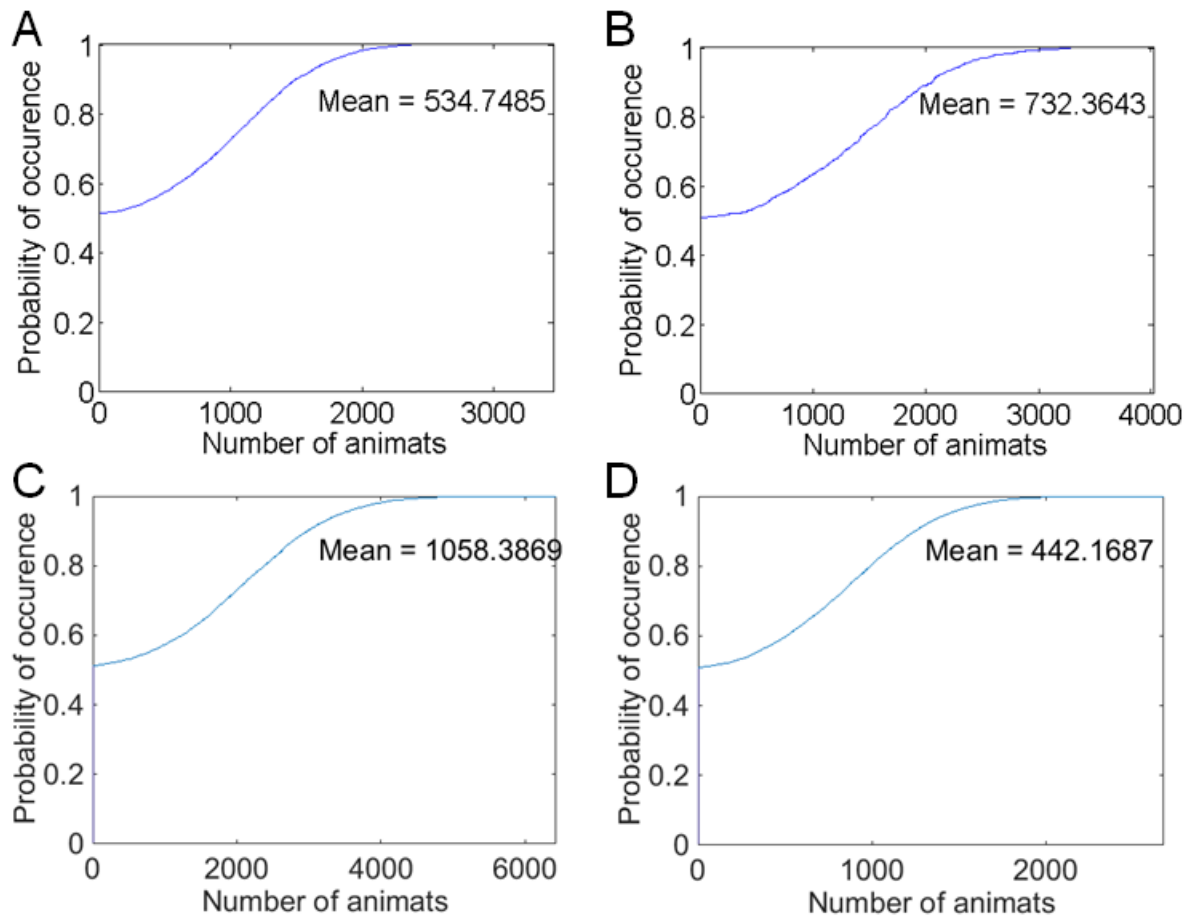 A
Probability of occurence
1
0.8
0.6
0.4
0.2
0
Mean = 534.7485
0 1000 2000 3000
Number of animats
B
Probability of occurence
1
0.8
0.6
0.4
0.2
0
Mean = 732.3643
0 1000 2000 3000 4000
Number of animats
C
Probability of occurence
1
0.8
0.6
0.4
0.2
0
Mean = 1058.3869
0 2000 4000 6000
Number of animats
D
Probability of occurence
1
0.8
0.6
0.4
0.2
0
Mean = 442.1687
0 1000 2000
Number of animats